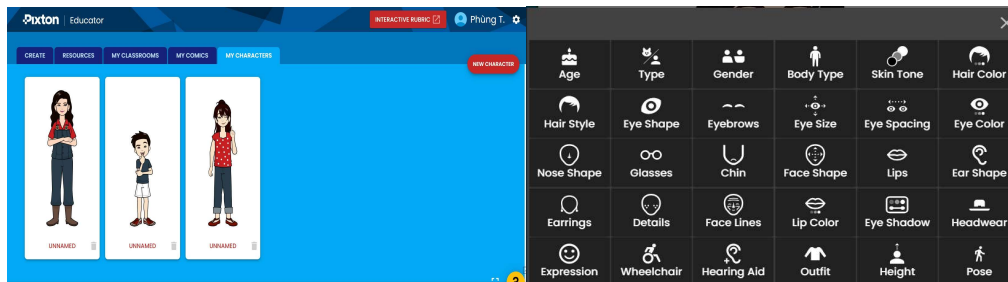 Pixton | Educator
INTERACTIVE RUBRIC
Phùng T.
CREATE RESOURCES MY CLASSROOMS MY COMICS MY CHARACTERS
NEW CHARACTER
UNNAMED UNNAMED UNNAMED
?
Age Type Gender Body Type Skin Tone Hair Color
Hair Style Eye Shape Eyebrows Eye Size Eye Spacing Eye Color
Nose Shape Glasses Chin Face Shape Lips Ear Shape
Earrings Details Face Lines Lip Color Eye Shadow Headwear
Expression Wheelchair Hearing Aid Outfit Height Pose